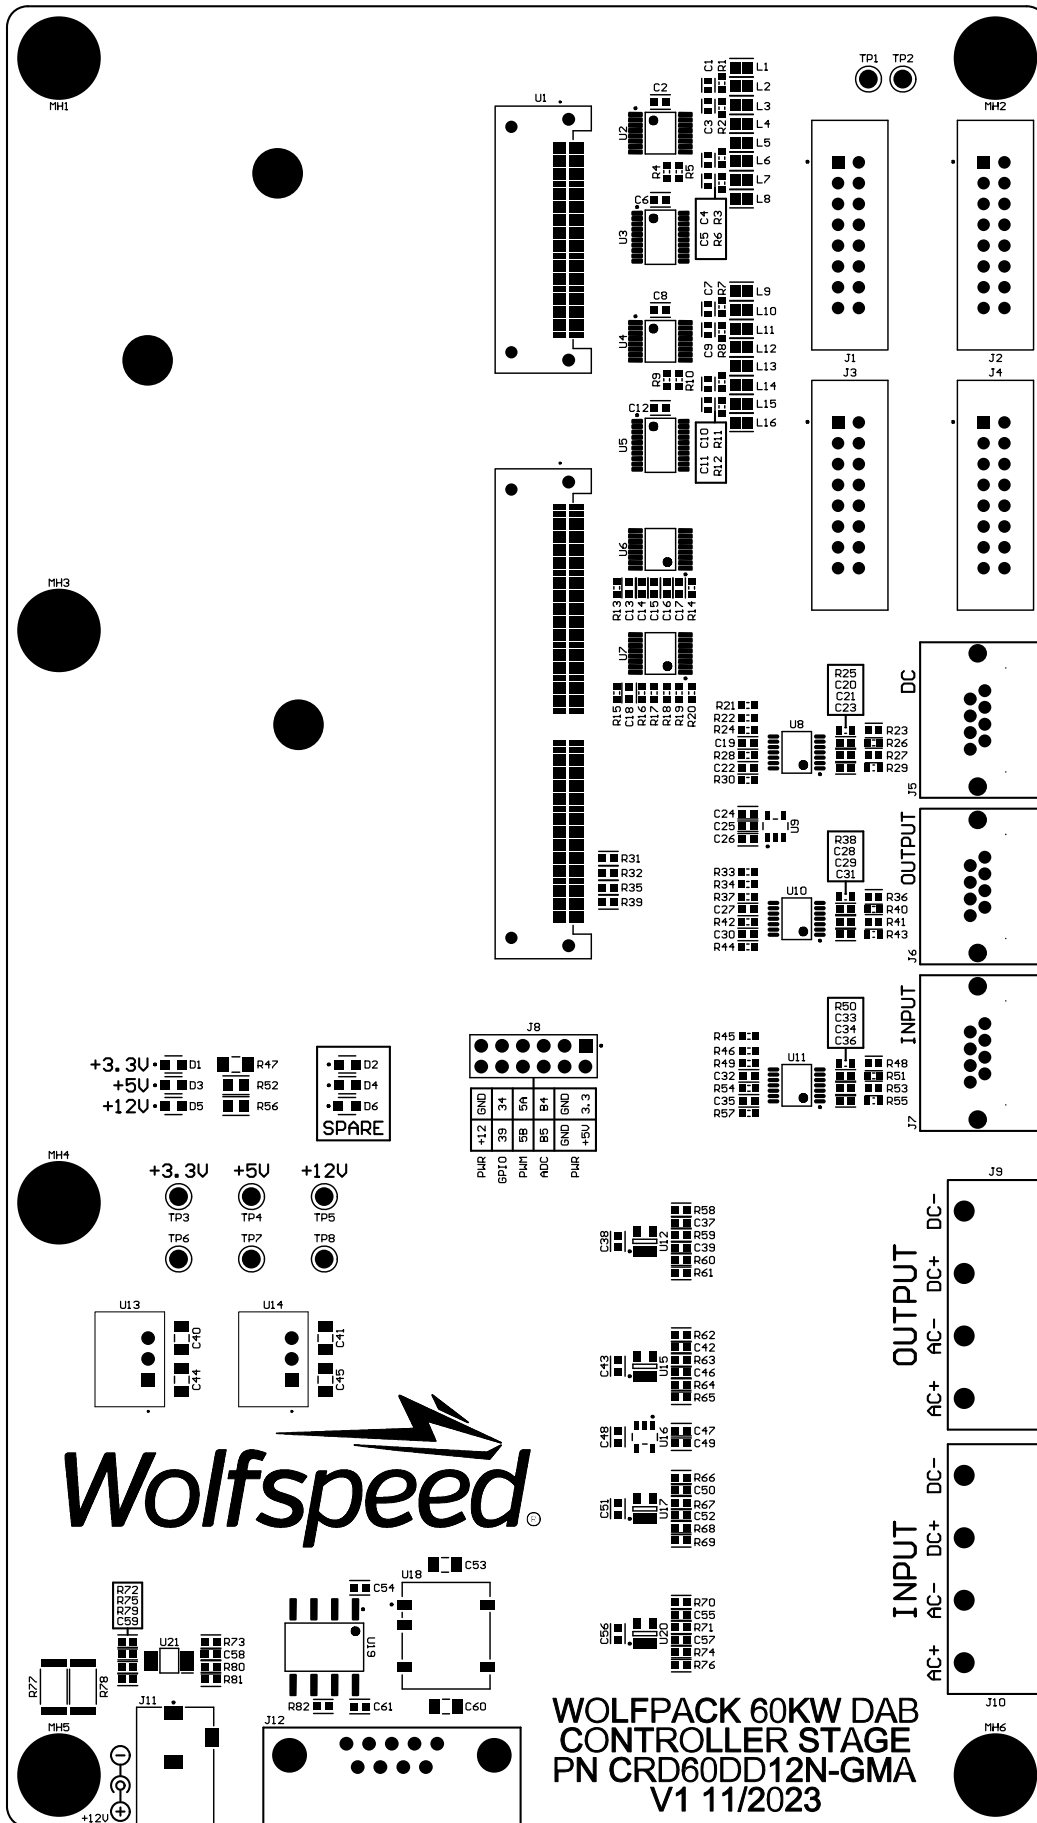 MH1
MH2
TP1 TP2
U1
C2
U2
C1
R1
C3
R2
L1
L2
L3
L4
L5
L6
L7
L8
R4
R5
C6
U3
C5 C4
R6 R3
J1
J2
C8
U4
C7
R7
C9
R8
L9
L10
L11
L12
L13
L14
L15
L16
R9
R10
C12
U5
C11 C10
R12 R11
J3
J4
U6
R13
C13
C14
C15
C16
C17
R14
MH3
U7
R15
C18
R16
R17
R18
R19
R20
R21
R22
R24
C19
R28
C22
R30
U8
R25
C20
C21
C23
R23
R26
R27
R29
DC
J5
C24
C25
C26
U9
R31
R32
R35
R39
R33
R34
R37
C27
R42
C30
R44
U10
R38
C28
C29
C31
R36
R40
R41
R43
OUTPUT
J6
R45
R46
R49
C32
R54
C35
R57
U11
R50
C33
C34
C36
R48
R51
R53
R55
INPUT
J7
+3.3V D1 R47
+5V D3 R52
+12V D5 R56
D2
D4
D6
SPARE
J8
GND 34 5A B4 GND 3.3
+12 39 5B B5 GND +5V
PWR GPIO PWM ADC PWR
MH4
+3.3V +5V +12V
TP3 TP4 TP5
TP6 TP7 TP8
U13
C40
C44
U14
C41
C45
C38
U12
R58
C37
R59
C39
R60
R61
C43
U15
R62
C42
R63
C46
R64
R65
C48
U16
C47
C49
C51
U17
R66
C50
R67
C52
R68
R69
C56
U20
R70
C55
R71
C57
R74
R76
J9
DC-
DC+
AC-
AC+
OUTPUT
DC-
DC+
AC-
AC+
INPUT
J10
Wolfspeed®
C53
U18
C54
U19
R82
C61
C60
R72
R75
R79
C59
U21
R73
C58
R80
R81
R77
R78
J11
J12
MH5
+12V
- +
MH6
WOLFPACK 60KW DAB
CONTROLLER STAGE
PN CRD60DD12N-GMA
V1 11/2023